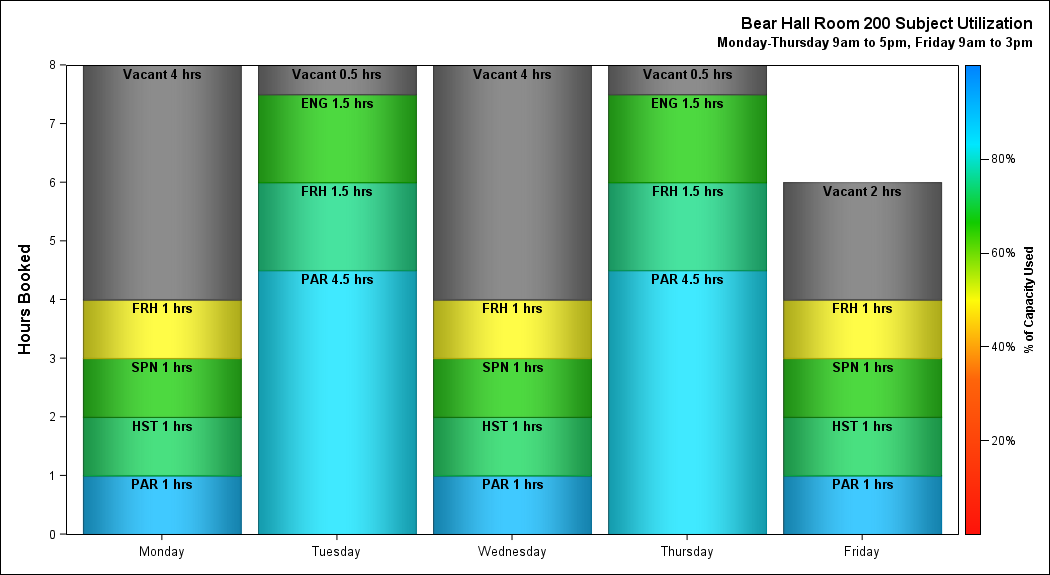 Bear Hall Room 200 Subject Utilization
Monday-Thursday 9am to 5pm, Friday 9am to 3pm
Hours Booked
8
7
6
5
4
3
2
1
0
Vacant 4 hrs
FRH 1 hrs
SPN 1 hrs
HST 1 hrs
PAR 1 hrs
Vacant 0.5 hrs
ENG 1.5 hrs
FRH 1.5 hrs
PAR 4.5 hrs
Vacant 4 hrs
FRH 1 hrs
SPN 1 hrs
HST 1 hrs
PAR 1 hrs
Vacant 0.5 hrs
ENG 1.5 hrs
FRH 1.5 hrs
PAR 4.5 hrs
Vacant 2 hrs
FRH 1 hrs
SPN 1 hrs
HST 1 hrs
PAR 1 hrs
Monday
Tuesday
Wednesday
Thursday
Friday
80%
60%
40%
20%
% of Capacity Used